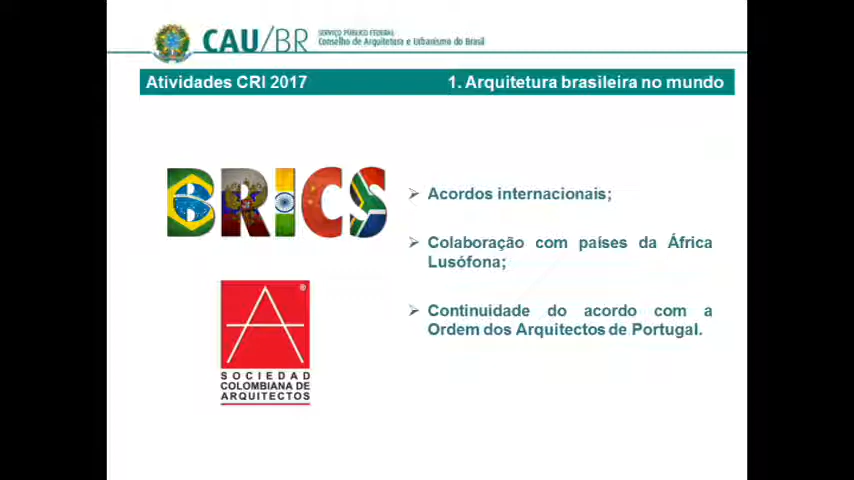 CAU/BR
SERVIÇO PÚBLICO FEDERAL
Conselho de Arquitetura e Urbanismo do Brasil
Atividades CRI 2017
1. Arquitetura brasileira no mundo
BRICS
Acordos internacionais;
Colaboração com países da África
Lusófona;
Continuidade do acordo com a
Ordem dos Arquitectos de Portugal.
®
SOCIEDAD
COLOMBIANA DE
ARQUITECTOS